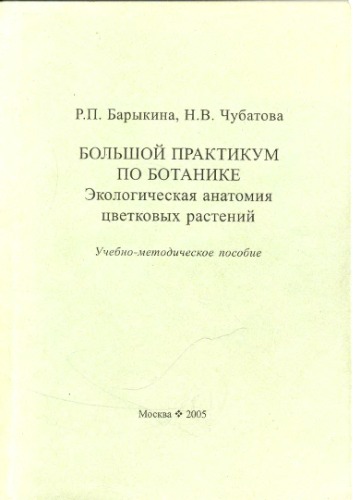 Р.П. Барыкина, Н.В. Чубатова
БОЛЬШОЙ ПРАКТИКУМ
ПО БОТАНИКЕ
Экологическая анатомия
цветковых растений
Учебно-методическое пособие
Москва ❖ 2005